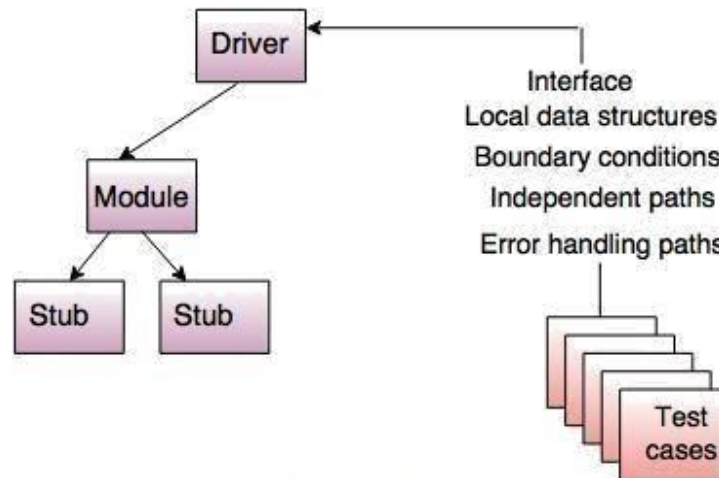 Driver
Interface
Local data structures
Boundary conditions
Module
Independent paths
Error handling paths
Stub
Stub
Test
cases